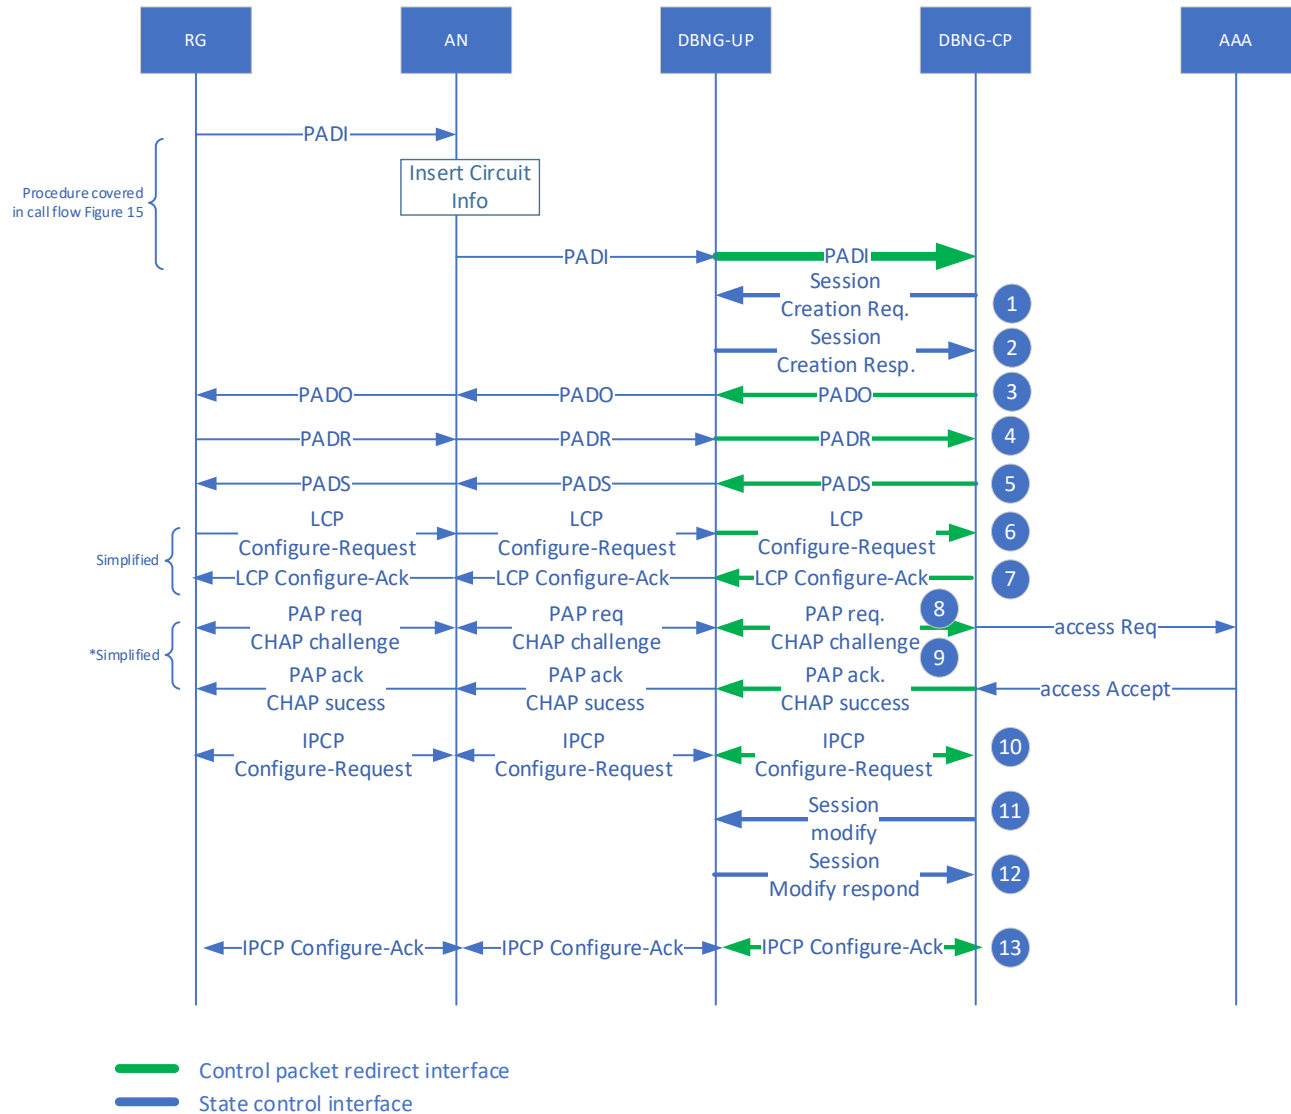 RG
AN
DBNG-UP
DBNG-CP
AAA
PADI
Insert Circuit
Info
Procedure covered
in call flow Figure 15
PADI
PADI
Session
Creation Req.
1
Session
Creation Resp.
2
PADO
PADO
PADO
3
PADR
PADR
PADR
4
PADS
PADS
PADS
5
LCP
Configure-Request
LCP
Configure-Request
LCP
Configure-Request
6
Simplified
LCP Configure-Ack
LCP Configure-Ack
LCP Configure-Ack
7
PAP req
CHAP challenge
PAP req
CHAP challenge
PAP req.
CHAP challenge
8
access Req
*Simplified
9
PAP ack
CHAP sucess
PAP ack
CHAP sucess
PAP ack.
CHAP success
access Accept
IPCP
Configure-Request
IPCP
Configure-Request
IPCP
Configure-Request
10
Session
modify
11
Session
Modify respond
12
IPCP Configure-Ack
IPCP Configure-Ack
IPCP Configure-Ack
13
Control packet redirect interface
State control interface